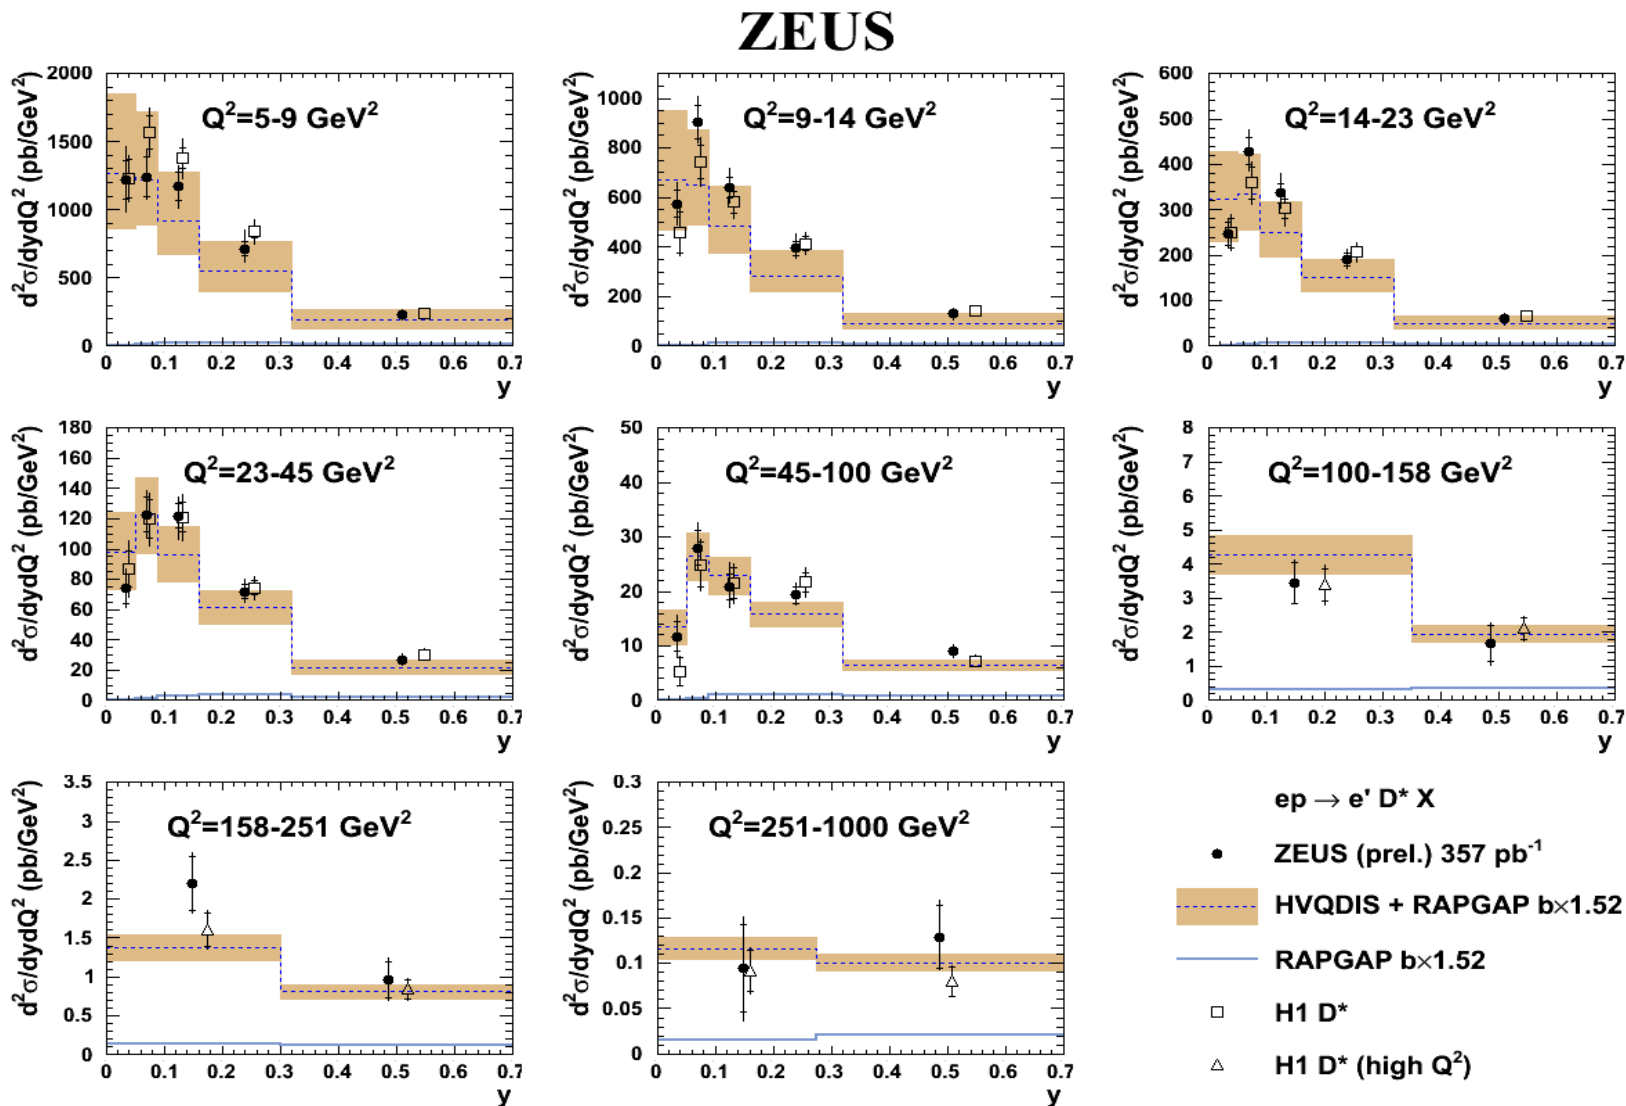 ZEUS
d²σ/dydQ² (pb/GeV²)
Q²=5-9 GeV²
2000
1500
1000
500
0
0 0.1 0.2 0.3 0.4 0.5 0.6 0.7
y
d²σ/dydQ² (pb/GeV²)
Q²=9-14 GeV²
1000
800
600
400
200
0
0 0.1 0.2 0.3 0.4 0.5 0.6 0.7
y
d²σ/dydQ² (pb/GeV²)
Q²=14-23 GeV²
600
500
400
300
200
100
0
0 0.1 0.2 0.3 0.4 0.5 0.6 0.7
y
d²σ/dydQ² (pb/GeV²)
Q²=23-45 GeV²
180
160
140
120
100
80
60
40
20
0
0 0.1 0.2 0.3 0.4 0.5 0.6 0.7
y
d²σ/dydQ² (pb/GeV²)
Q²=45-100 GeV²
50
40
30
20
10
0
0 0.1 0.2 0.3 0.4 0.5 0.6 0.7
y
d²σ/dydQ² (pb/GeV²)
Q²=100-158 GeV²
8
7
6
5
4
3
2
1
0
0 0.1 0.2 0.3 0.4 0.5 0.6 0.7
y
d²σ/dydQ² (pb/GeV²)
Q²=158-251 GeV²
3.5
3
2.5
2
1.5
1
0.5
0
0 0.1 0.2 0.3 0.4 0.5 0.6 0.7
y
d²σ/dydQ² (pb/GeV²)
Q²=251-1000 GeV²
0.3
0.25
0.2
0.15
0.1
0.05
0
0 0.1 0.2 0.3 0.4 0.5 0.6 0.7
y
ep → e' D* X
ZEUS (prel.) 357 pb⁻¹
HVQDIS + RAPGAP b×1.52
RAPGAP b×1.52
H1 D*
H1 D* (high Q²)